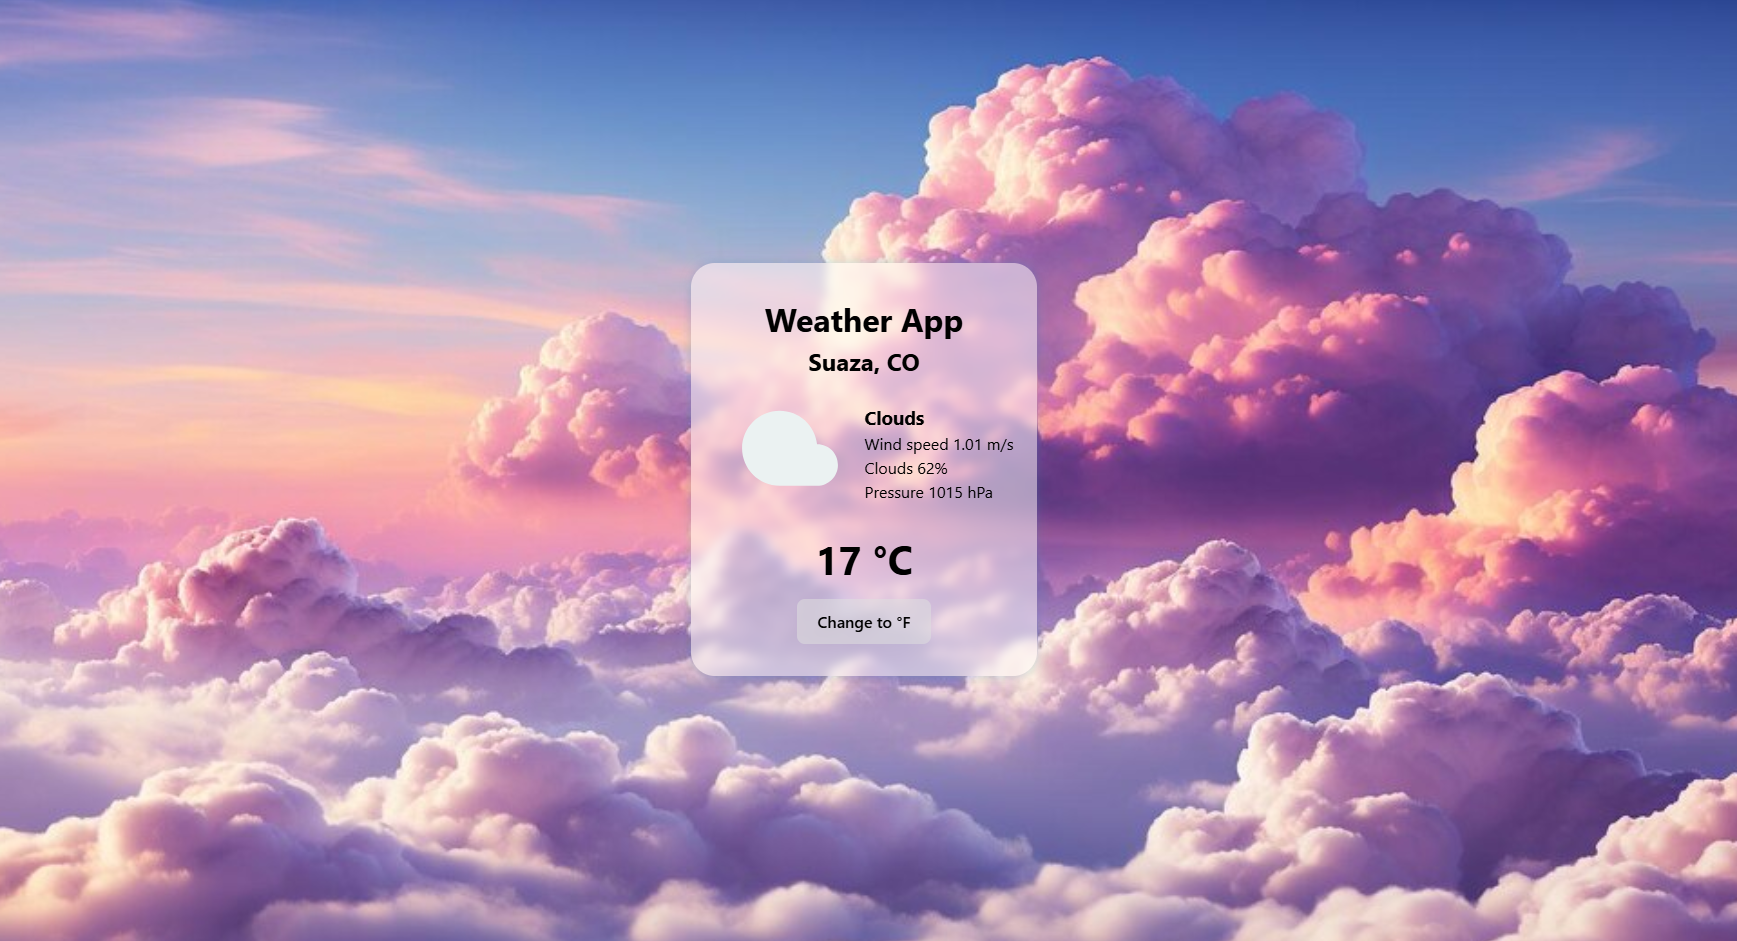 Weather App
Suaza, CO
Clouds
Wind speed 1.01 m/s
Clouds 62%
Pressure 1015 hPa
17 °C
Change to °F